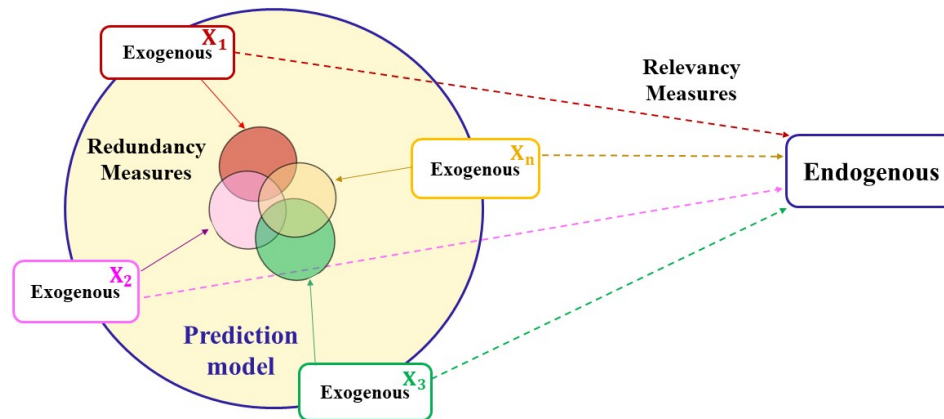 Exogenous X₁
Relevancy
Measures
Redundancy
Measures
Exogenous Xₙ
Endogenous
Exogenous X₂
Prediction
model
Exogenous X₃